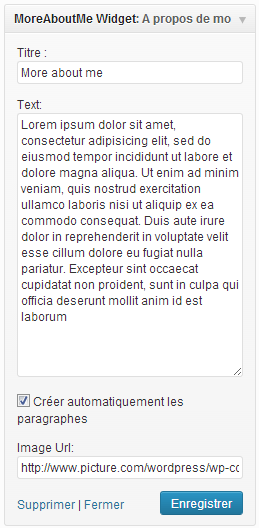 MoreAboutMe Widget: A propos de mo
Titre :
More about me
Text:
Lorem ipsum dolor sit amet,
consectetur adipisicing elit, sed do
eiusmod tempor incididunt ut labore et
dolore magna aliqua. Ut enim ad minim
veniam, quis nostrud exercitation
ullamco laboris nisi ut aliquip ex ea
commodo consequat. Duis aute irure
dolor in reprehenderit in voluptate velit
esse cillum dolore eu fugiat nulla
pariatur. Excepteur sint occaecat
cupidatat non proident, sunt in culpa qui
officia deserunt mollit anim id est
laborum
Créer automatiquement les
paragraphes
Image Url:
http://www.picture.com/wordpress/wp-cc
Supprimer | Fermer
Enregistrer